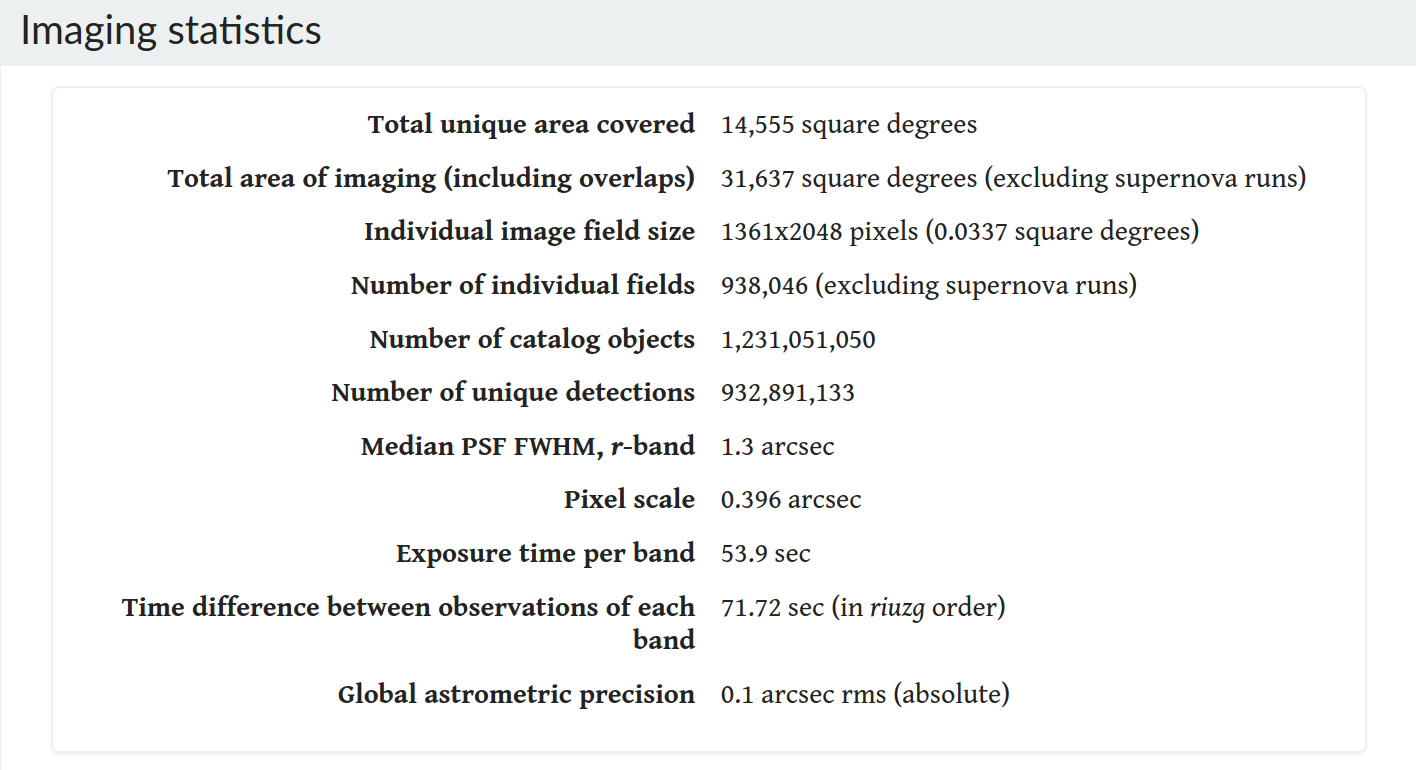 Imaging statistics
Total unique area covered 14,555 square degrees
Total area of imaging (including overlaps) 31,637 square degrees (excluding supernova runs)
Individual image field size 1361x2048 pixels (0.0337 square degrees)
Number of individual fields 938,046 (excluding supernova runs)
Number of catalog objects 1,231,051,050
Number of unique detections 932,891,133
Median PSF FWHM, r-band 1.3 arcsec
Pixel scale 0.396 arcsec
Exposure time per band 53.9 sec
Time difference between observations of each 71.72 sec (in riuzg order)
band
Global astrometric precision 0.1 arcsec rms (absolute)